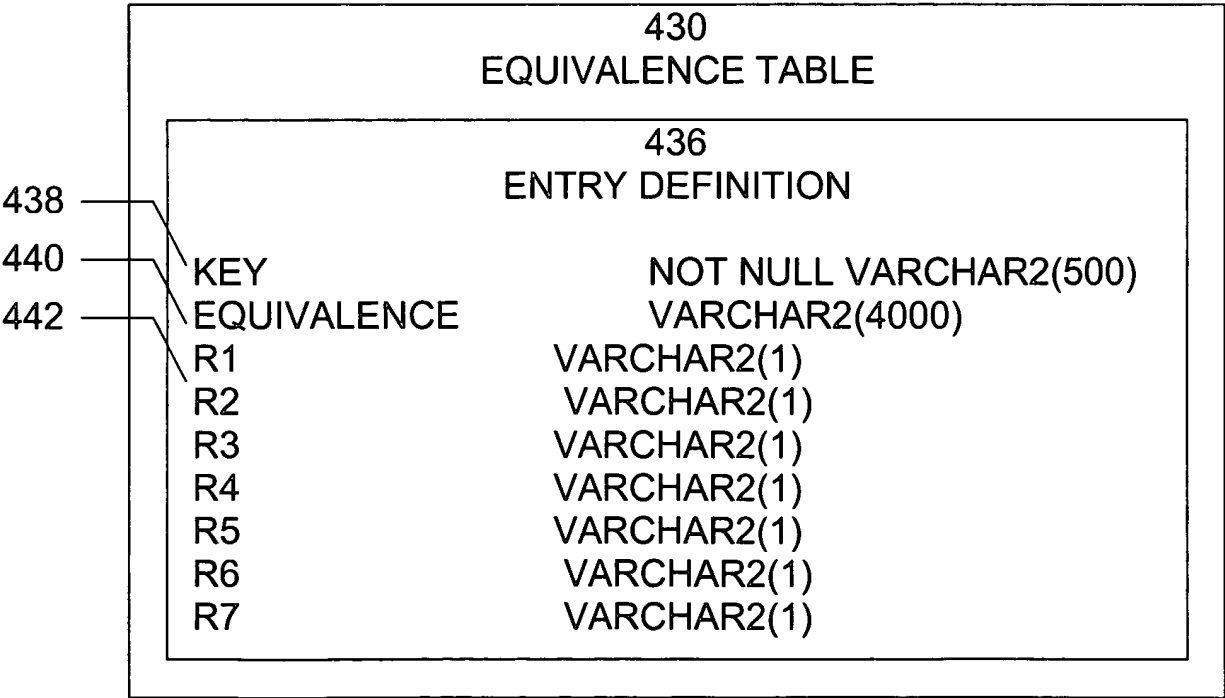 430
EQUIVALENCE TABLE
436
ENTRY DEFINITION
438
440
KEY NOT NULL VARCHAR2(500)
442
EQUIVALENCE VARCHAR2(4000)
R1 VARCHAR2(1)
R2 VARCHAR2(1)
R3 VARCHAR2(1)
R4 VARCHAR2(1)
R5 VARCHAR2(1)
R6 VARCHAR2(1)
R7 VARCHAR2(1)